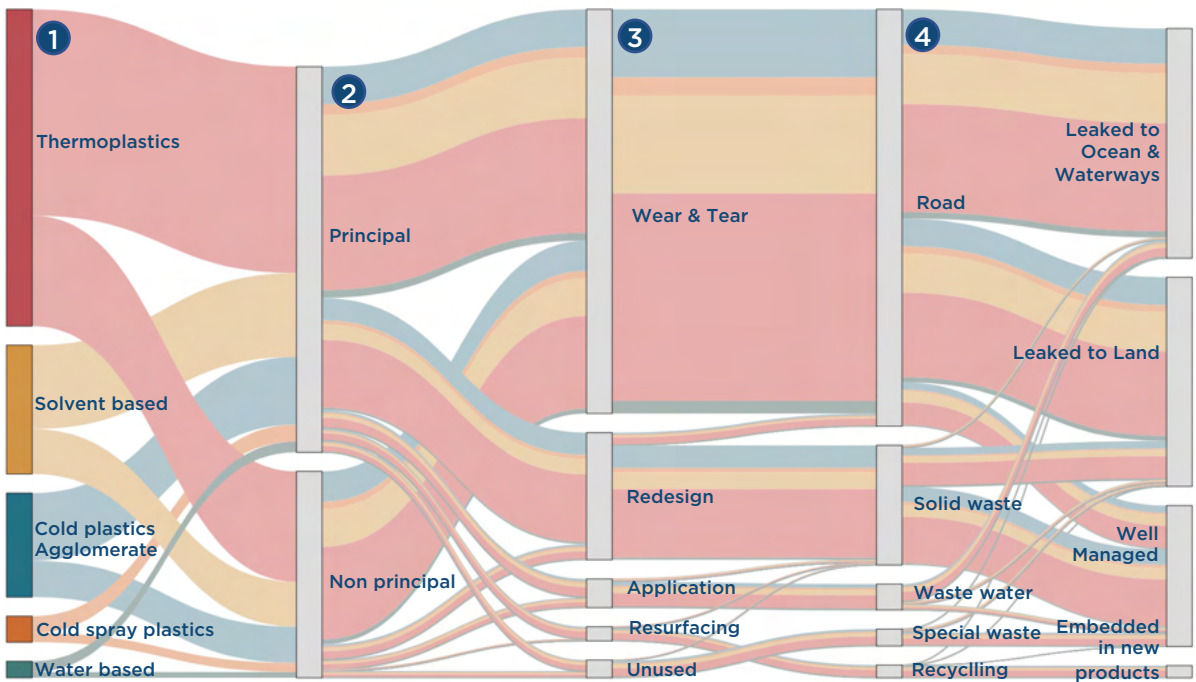 1
Thermoplastics
Solvent based
Cold plastics
Agglomerate
Cold spray plastics
Water based
2
Principal
Non principal
3
Wear & Tear
Redesign
Application
Resurfacing
Unused
4
Road
Solid waste
Waste water
Special waste
Recyclling
Leaked to
Ocean &
Waterways
Leaked to Land
Well
Managed
Embedded
in new
products